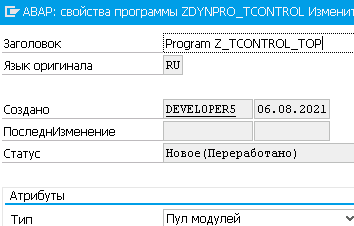 ABAP: свойства программы ZDYNPRO_TCONTROL Изменить
Заголовок Program Z_TCONTROL_TOP
Язык оригинала RU
Создано DEVELOPER5 06.08.2021
ПоследнИзменение
Статус Новое(Переработано)
Атрибуты
Тип Пул модулей